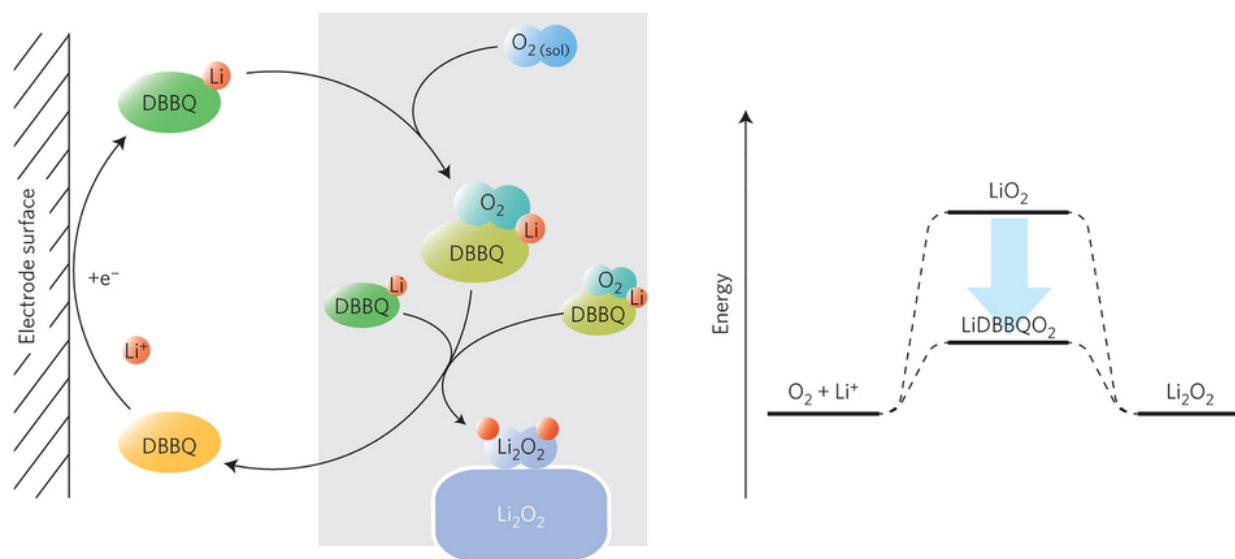 Electrode surface
DBBQ
Li
O₂ (sol)
O₂
Li
DBBQ
+e⁻
Li⁺
DBBQ
Li
DBBQ
O₂
Li
DBBQ
Li₂O₂
Li₂O₂
Energy
LiO₂
LiDBBQO₂
O₂ + Li⁺
Li₂O₂